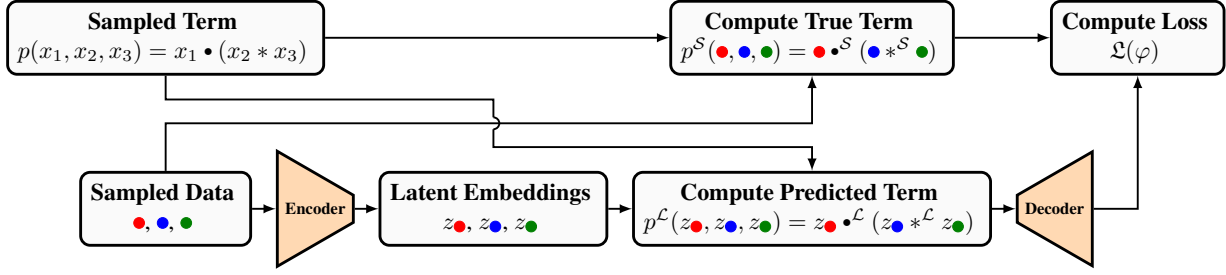 Sampled Term
p(x₁, x₂, x₃) = x₁ • (x₂ ∗ x₃)
Compute True Term
p^𝒮(●, ●, ●) = ● •^𝒮 (● ∗^𝒮 ●)
Compute Loss
𝔏(φ)
Sampled Data
●, ●, ●
Encoder
Latent Embeddings
z●, z●, z●
Compute Predicted Term
p^ℒ(z●, z●, z●) = z● •^ℒ (z● ∗^ℒ z●)
Decoder